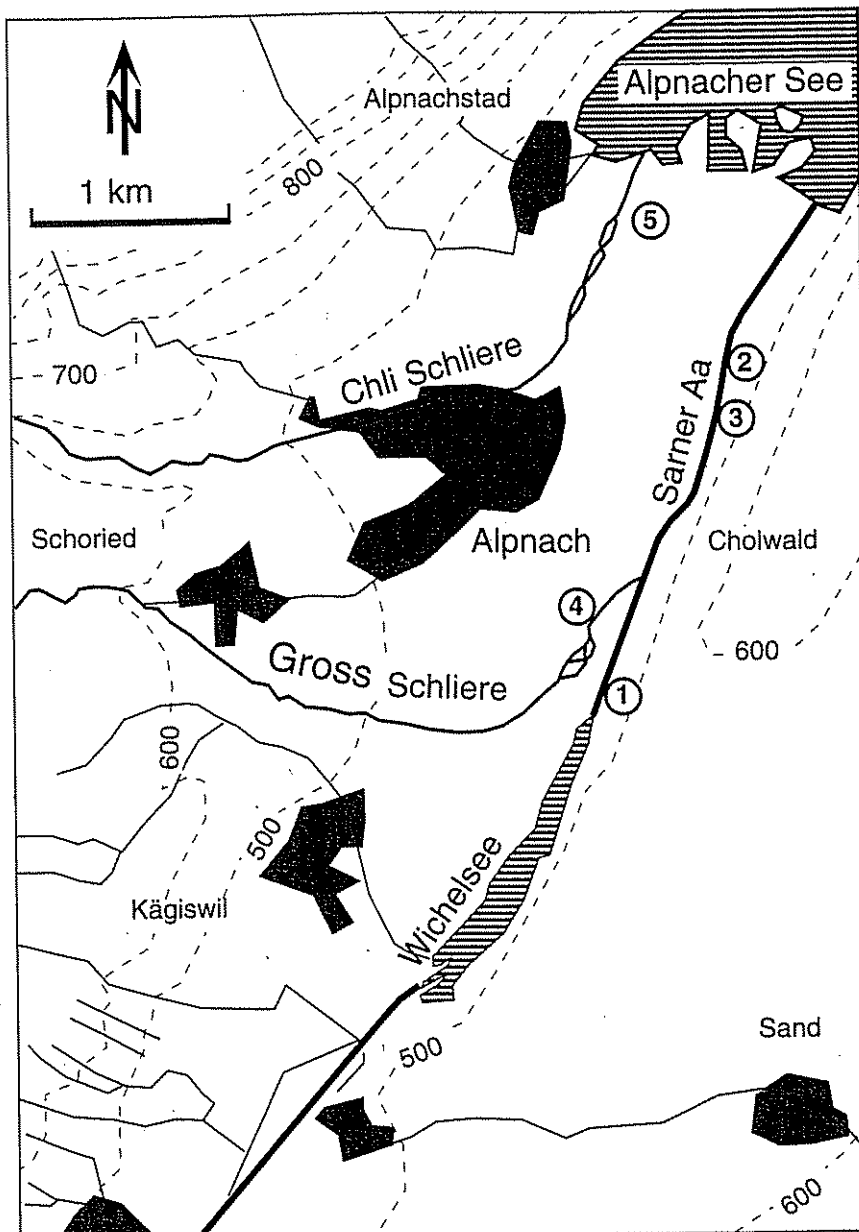 N
Alpnachstad
Alpnacher See
800
1 km
5
700
Chli Schliere
2
3
Sarner Aa
Schoried
Alpnach
Cholwald
4
600
Gross Schliere
1
600
500
Kägiswil
Wichelsee
500
Sand
600